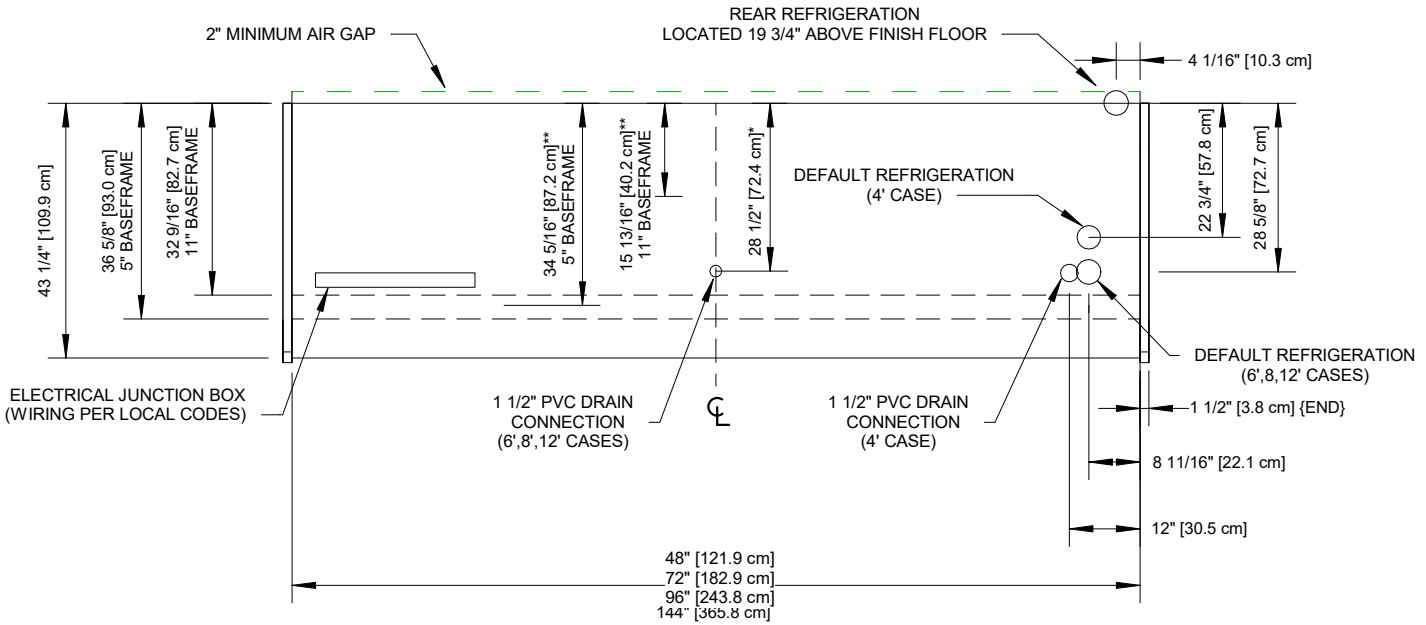 REAR REFRIGERATION
LOCATED 19 3/4" ABOVE FINISH FLOOR
2" MINIMUM AIR GAP
4 1/16" [10.3 cm]
43 1/4" [109.9 cm]
36 5/8" [93.0 cm]
5" BASEFRAME
32 9/16" [82.7 cm]
11" BASEFRAME
34 5/16" [87.2 cm]**
5" BASEFRAME
15 13/16" [40.2 cm]**
11" BASEFRAME
28 1/2" [72.4 cm]*
DEFAULT REFRIGERATION
(4' CASE)
22 3/4" [57.8 cm]
28 5/8" [72.7 cm]
ELECTRICAL JUNCTION BOX
(WIRING PER LOCAL CODES)
1 1/2" PVC DRAIN
CONNECTION
(6',8',12' CASES)
CL
1 1/2" PVC DRAIN
CONNECTION
(4' CASE)
DEFAULT REFRIGERATION
(6',8,12' CASES)
1 1/2" [3.8 cm] {END}
8 11/16" [22.1 cm]
12" [30.5 cm]
48" [121.9 cm]
72" [182.9 cm]
96" [243.8 cm]
144" [365.8 cm]